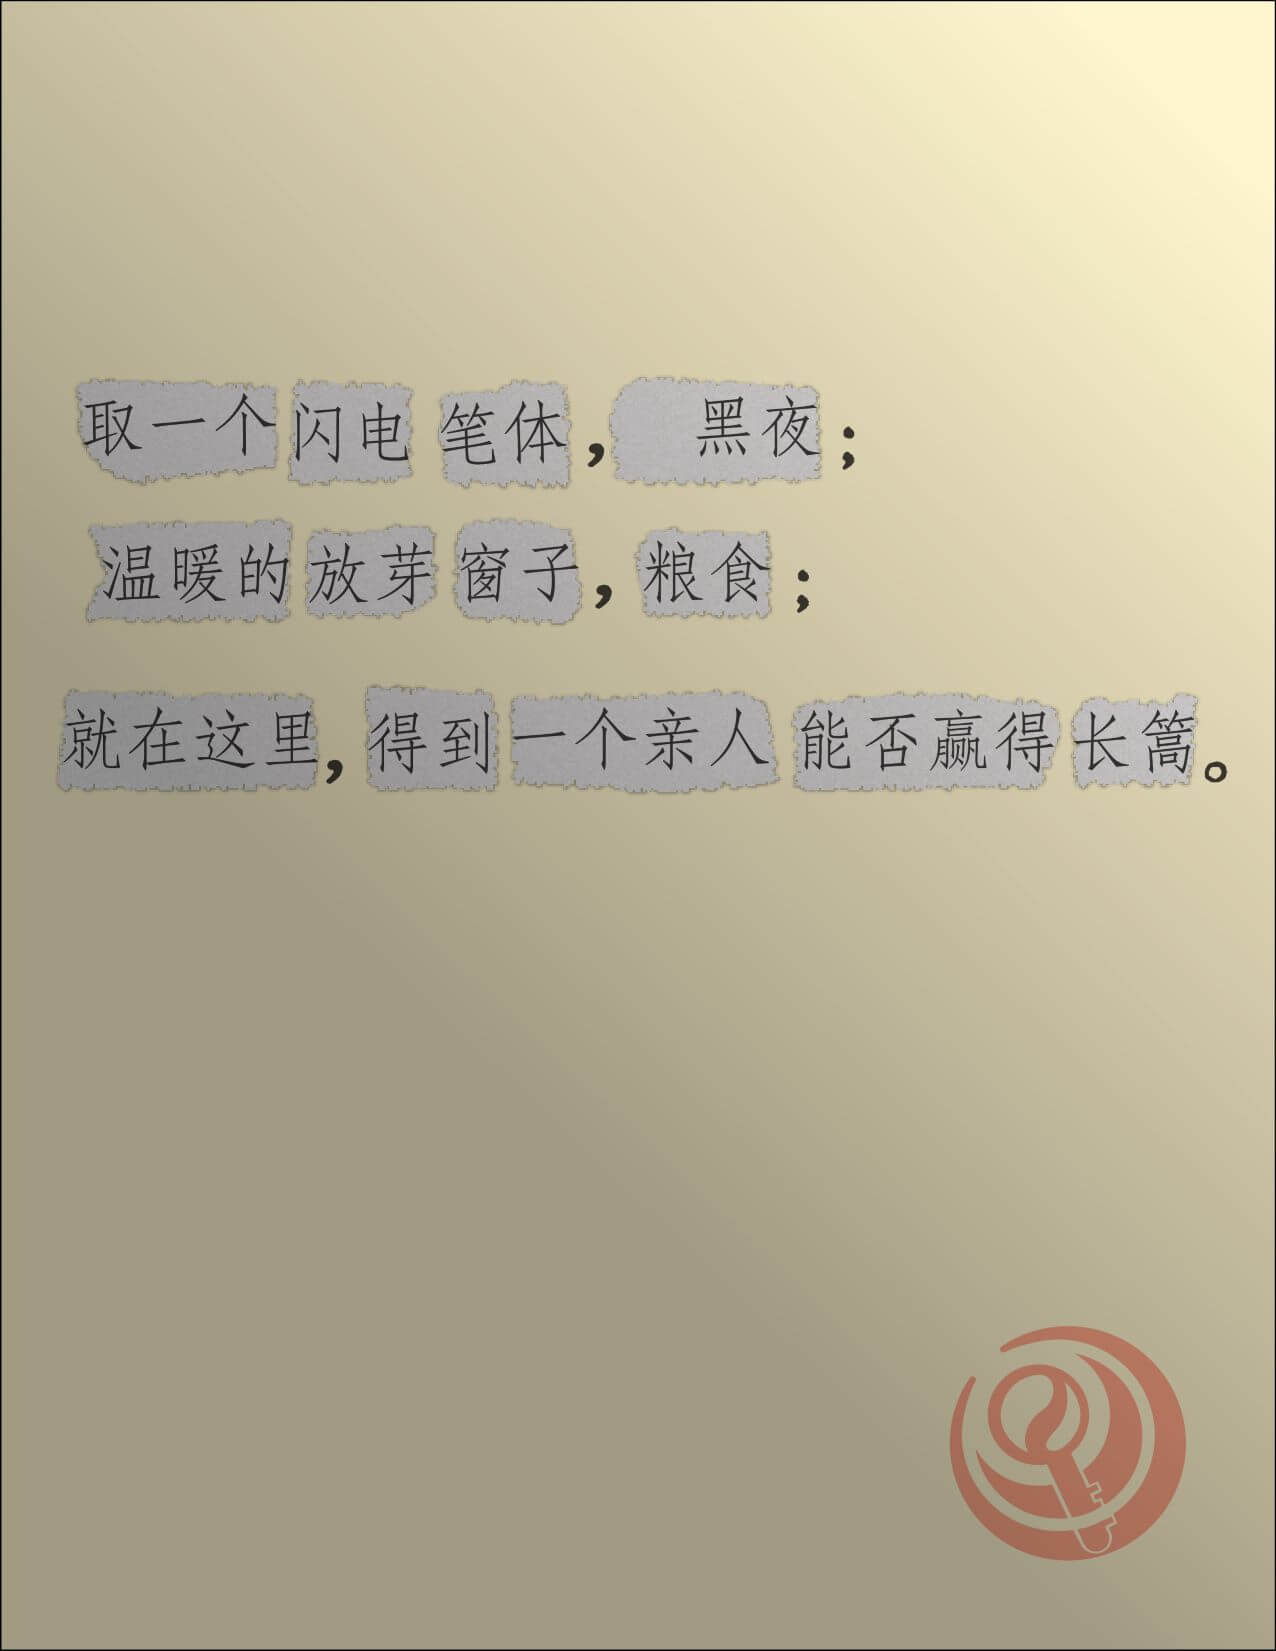 取一个 闪电 笔体， 黑夜；
温暖的 放芽 窗子，粮食；
就在这里，得到 一个亲人 能否赢得 长篙。